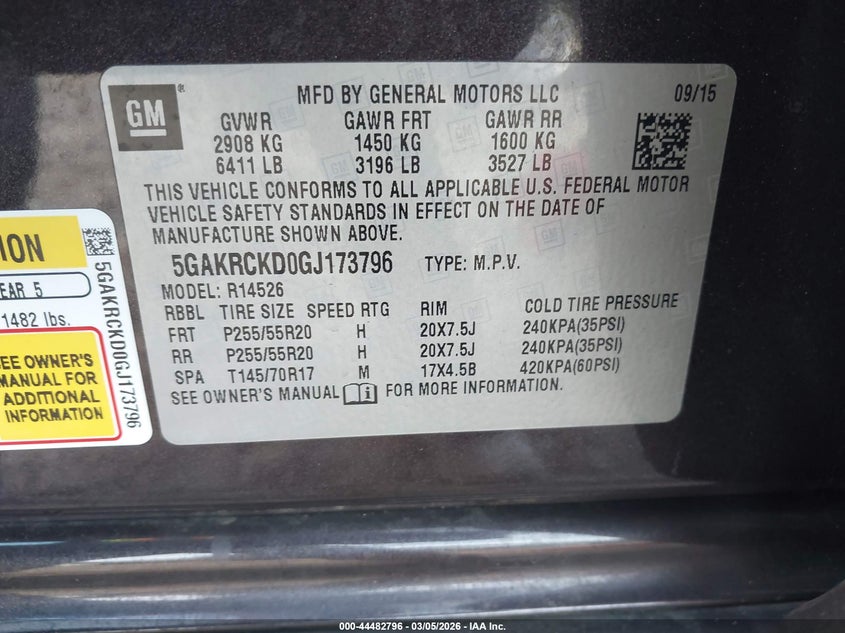 GM
MFD BY GENERAL MOTORS LLC 09/15
GVWR GAWR FRT GAWR RR
2908 KG 1450 KG 1600 KG
6411 LB 3196 LB 3527 LB
THIS VEHICLE CONFORMS TO ALL APPLICABLE U.S. FEDERAL MOTOR
VEHICLE SAFETY STANDARDS IN EFFECT ON THE DATE OF
MANUFACTURE SHOWN ABOVE.
5GAKRCKD0GJ173796 TYPE: M.P.V.
MODEL: R14526
RBBL TIRE SIZE SPEED RTG RIM COLD TIRE PRESSURE
FRT P255/55R20 H 20X7.5J 240KPA(35PSI)
RR P255/55R20 H 20X7.5J 240KPA(35PSI)
SPA T145/70R17 M 17X4.5B 420KPA(60PSI)
SEE OWNER'S MANUAL FOR MORE INFORMATION.
ION
EAR 5
1482 lbs.
SEE OWNER'S
MANUAL FOR
ADDITIONAL
INFORMATION
5GAKRCKD0GJ173796
000-44482796 — 03/05/2026 — IAA Inc.